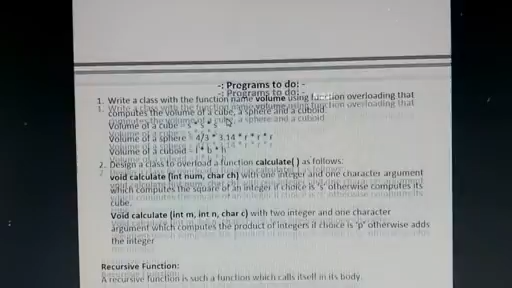 -: Programs to do: -
1. Write a class with the function name volume using function overloading that
computes the volume of a cube, a sphere and a cuboid
Volume of a cube = s * s * s
Volume of a sphere = 4/3 * 3.14 * r * r * r
Volume of a cuboid = l * b * h
2. Design a class to overload a function calculate( ) as follows:
void calculate (int num, char ch) with one integer and one character argument
which computes the square of an integer if choice is 's' otherwise computes its
cube.
Void calculate (int m, int n, char c) with two integer and one character
argument which computes the product of integers if choice is 'p' otherwise adds
the integer
Recursive Function:
A recursive function is such a function which calls itself in its body.